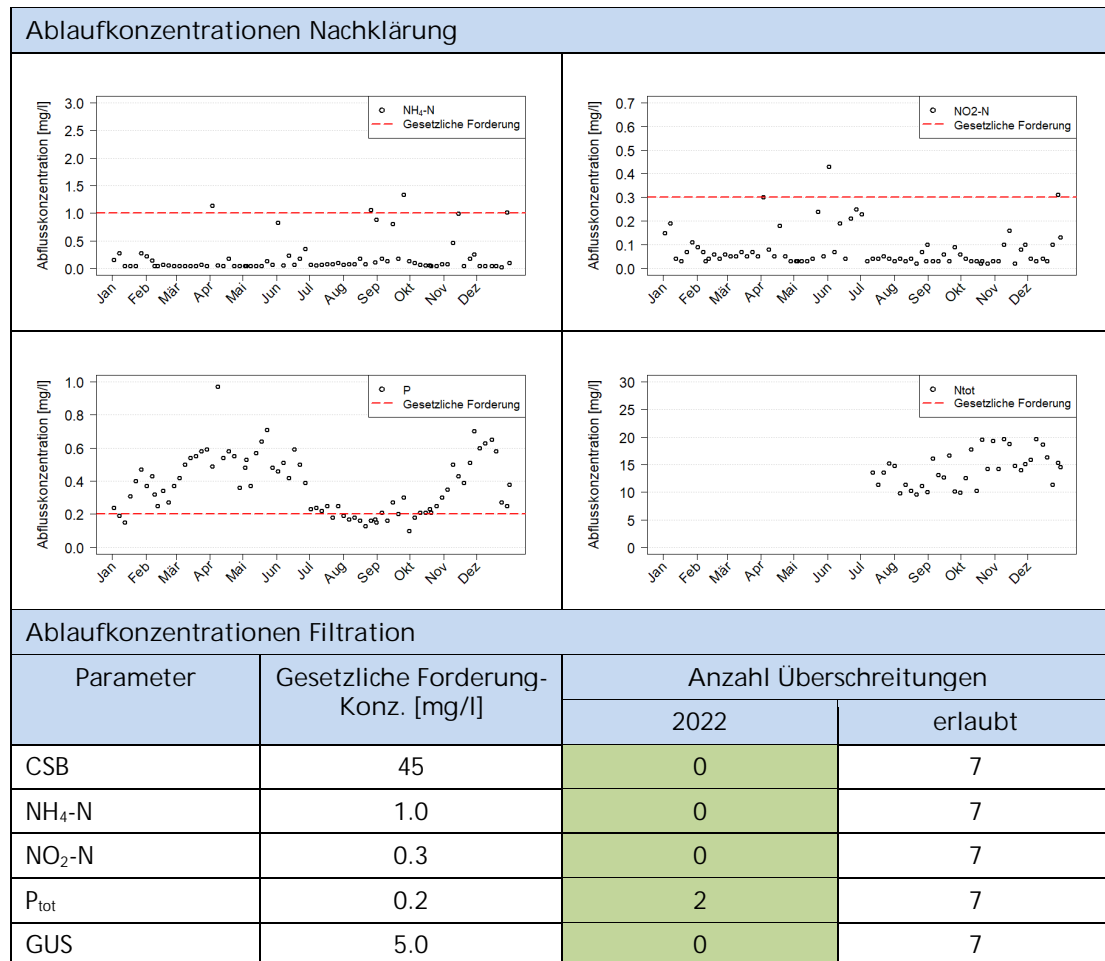 Ablaufkonzentrationen Nachklärung
Abflusskonzentration [mg/l]
3.0
2.5
2.0
1.5
1.0
0.5
0.0
NH₄-N
Gesetzliche Forderung
Jan Feb Mär Apr Mai Jun Jul Aug Sep Okt Nov Dez
Abflusskonzentration [mg/l]
0.7
0.6
0.5
0.4
0.3
0.2
0.1
0.0
NO2-N
Gesetzliche Forderung
Jan Feb Mär Apr Mai Jun Jul Aug Sep Okt Nov Dez
Abflusskonzentration [mg/l]
1.0
0.8
0.6
0.4
0.2
0.0
P
Gesetzliche Forderung
Jan Feb Mär Apr Mai Jun Jul Aug Sep Okt Nov Dez
Abflusskonzentration [mg/l]
30
25
20
15
10
5
0
Ntot
Gesetzliche Forderung
Jan Feb Mär Apr Mai Jun Jul Aug Sep Okt Nov Dez
Ablaufkonzentrationen Filtration
Parameter
Gesetzliche Forderung-
Konz. [mg/l]
Anzahl Überschreitungen
2022 erlaubt
CSB 45 0 7
NH₄-N 1.0 0 7
NO₂-N 0.3 0 7
Ptot 0.2 2 7
GUS 5.0 0 7